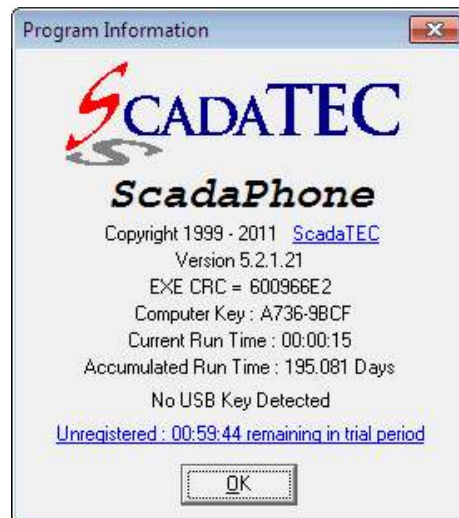 Program Information
SCADATEC
ScadaPhone
Copyright 1999 - 2011 ScadaTEC
Version 5.2.1.21
EXE CRC = 600966E2
Computer Key : A736-9BCF
Current Run Time : 00:00:15
Accumulated Run Time : 195.081 Days
No USB Key Detected
Unregistered : 00:59:44 remaining in trial period
OK